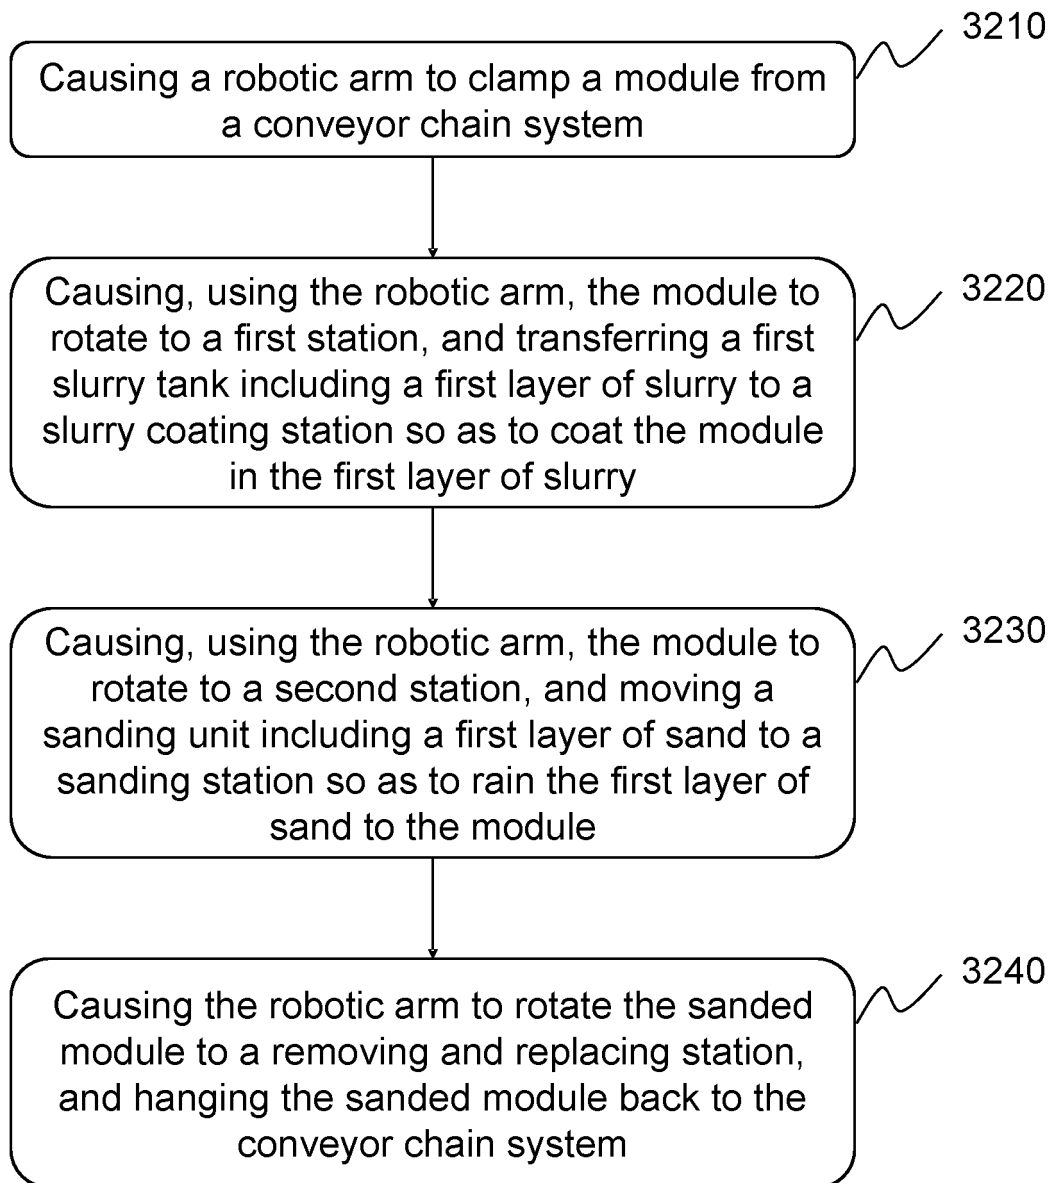 3210
Causing a robotic arm to clamp a module from
a conveyor chain system
3220
Causing, using the robotic arm, the module to
rotate to a first station, and transferring a first
slurry tank including a first layer of slurry to a
slurry coating station so as to coat the module
in the first layer of slurry
3230
Causing, using the robotic arm, the module to
rotate to a second station, and moving a
sanding unit including a first layer of sand to a
sanding station so as to rain the first layer of
sand to the module
3240
Causing the robotic arm to rotate the sanded
module to a removing and replacing station,
and hanging the sanded module back to the
conveyor chain system